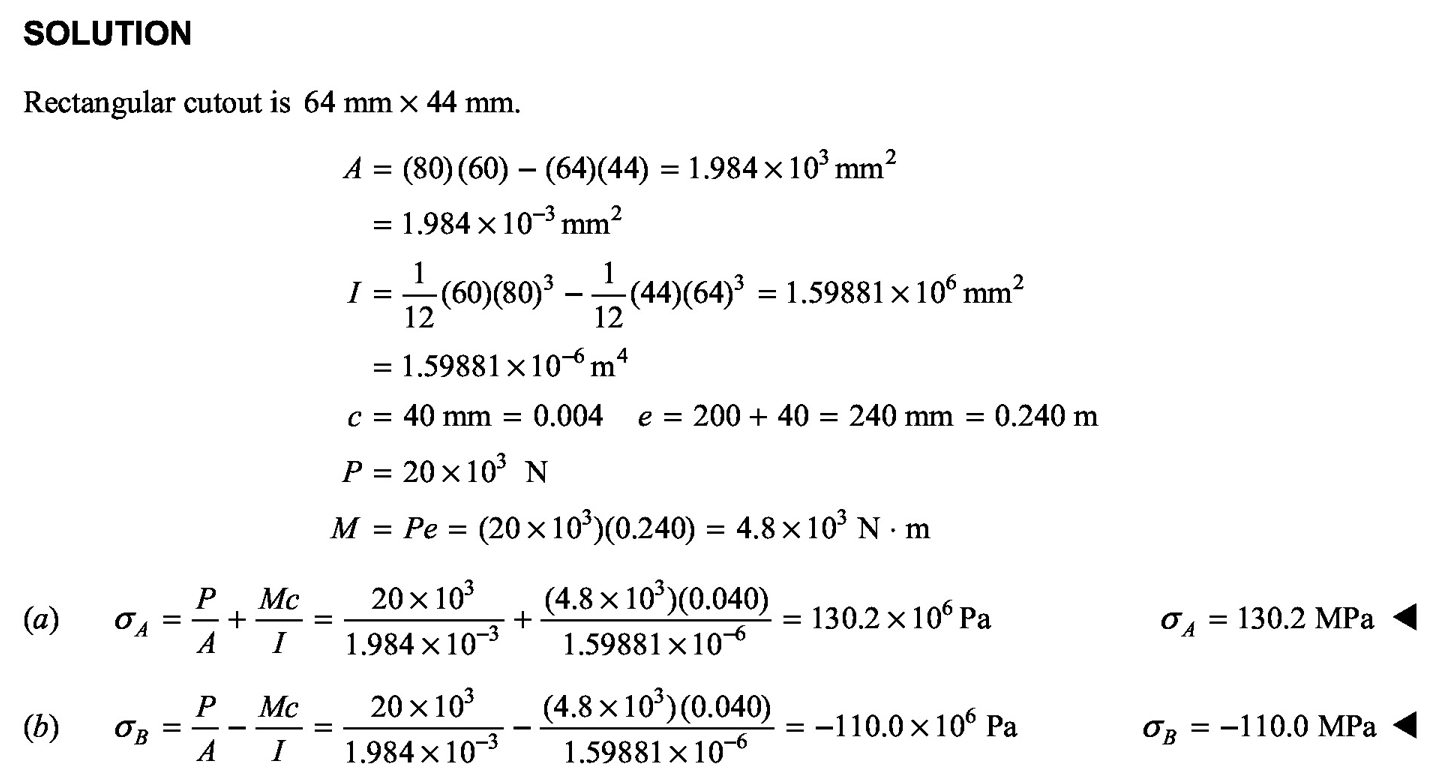 SOLUTION
Rectangular cutout is 64 mm × 44 mm.
A = (80)(60) − (64)(44) = 1.984 × 10³ mm²
= 1.984 × 10⁻³ mm²
I = 1/12 (60)(80)³ − 1/12 (44)(64)³ = 1.59881 × 10⁶ mm²
= 1.59881 × 10⁻⁶ m⁴
c = 40 mm = 0.004 e = 200 + 40 = 240 mm = 0.240 m
P = 20 × 10³ N
M = Pe = (20 × 10³)(0.240) = 4.8 × 10³ N · m
(a) σ_A = P/A + Mc/I = 20 × 10³/1.984 × 10⁻³ + (4.8 × 10³)(0.040)/1.59881 × 10⁻⁶ = 130.2 × 10⁶ Pa σ_A = 130.2 MPa ◀
(b) σ_B = P/A − Mc/I = 20 × 10³/1.984 × 10⁻³ − (4.8 × 10³)(0.040)/1.59881 × 10⁻⁶ = −110.0 × 10⁶ Pa σ_B = −110.0 MPa ◀